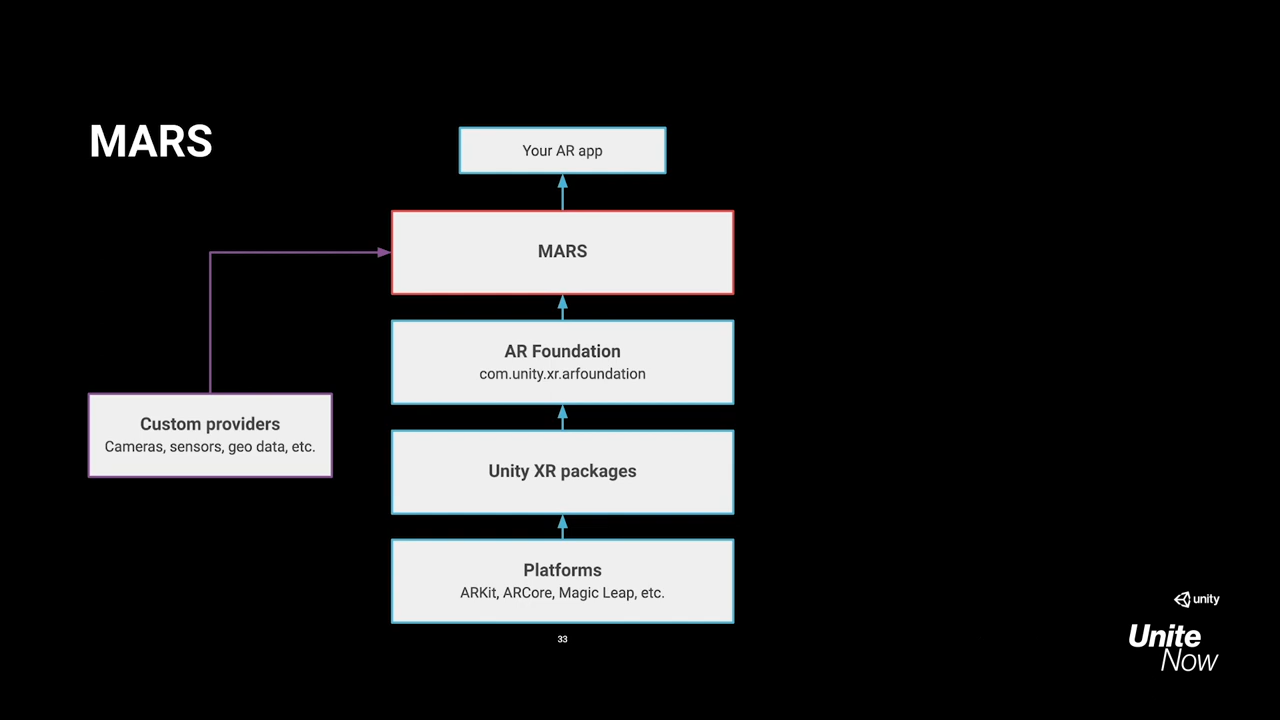 MARS
Your AR app
MARS
AR Foundation
com.unity.xr.arfoundation
Custom providers
Cameras, sensors, geo data, etc.
Unity XR packages
Platforms
ARKit, ARCore, Magic Leap, etc.
33
unity
Unite
Now